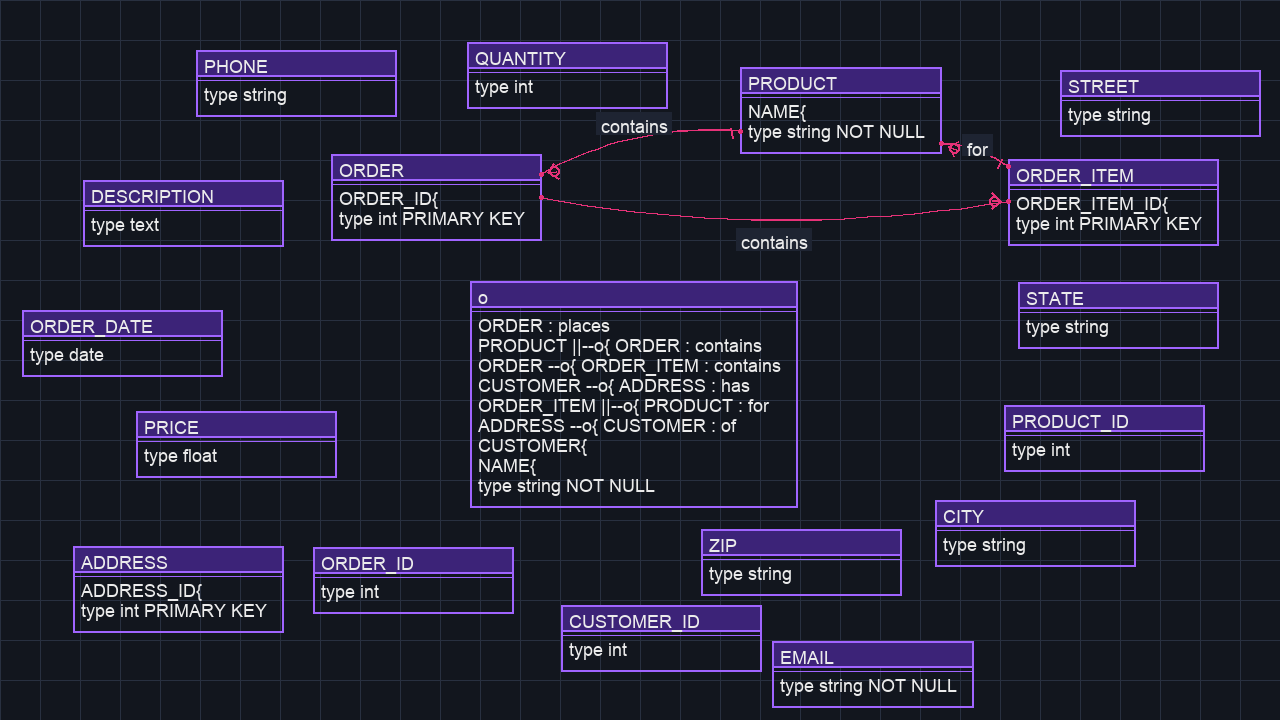 PHONE
type string
QUANTITY
type int
PRODUCT
NAME{
type string NOT NULL
STREET
type string
contains
for
ORDER
ORDER_ID{
type int PRIMARY KEY
ORDER_ITEM
ORDER_ITEM_ID{
type int PRIMARY KEY
DESCRIPTION
type text
contains
o
ORDER : places
PRODUCT ||--o{ ORDER : contains
ORDER --o{ ORDER_ITEM : contains
CUSTOMER --o{ ADDRESS : has
ORDER_ITEM ||--o{ PRODUCT : for
ADDRESS --o{ CUSTOMER : of
CUSTOMER{
NAME{
type string NOT NULL
STATE
type string
ORDER_DATE
type date
PRICE
type float
PRODUCT_ID
type int
CITY
type string
ZIP
type string
ADDRESS
ADDRESS_ID{
type int PRIMARY KEY
ORDER_ID
type int
CUSTOMER_ID
type int
EMAIL
type string NOT NULL